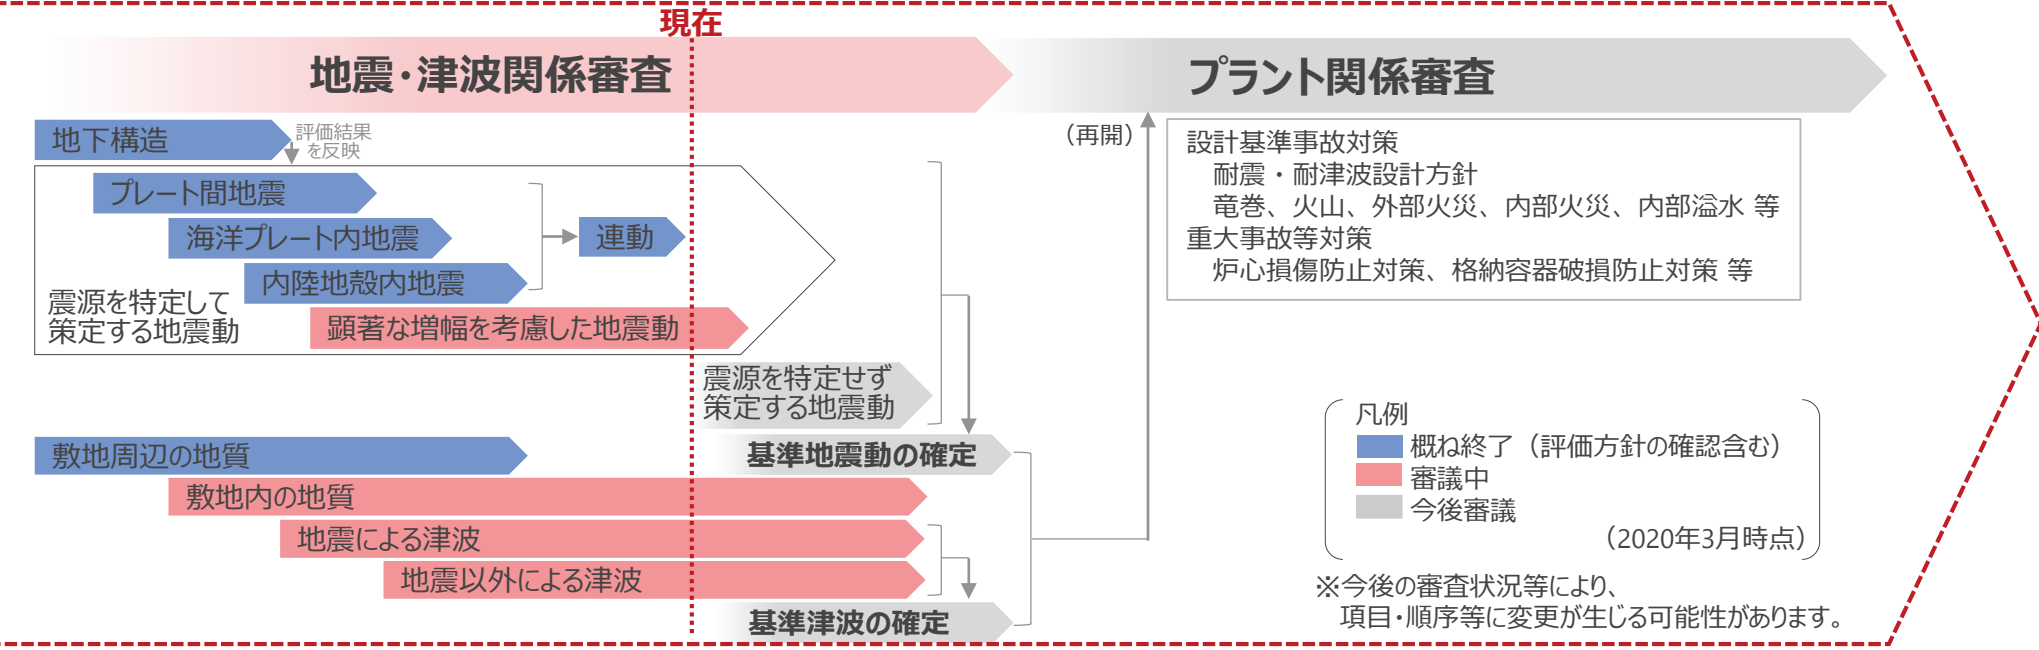 現在
地震・津波関係審査
プラント関係審査
地下構造
評価結果
を反映
プレート間地震
海洋プレート内地震
内陸地殻内地震
連動
震源を特定して
策定する地震動
顕著な増幅を考慮した地震動
震源を特定せず
策定する地震動
基準地震動の確定
敷地周辺の地質
敷地内の地質
地震による津波
地震以外による津波
基準津波の確定
（再開）
設計基準事故対策
耐震・耐津波設計方針
竜巻、火山、外部火災、内部火災、内部溢水 等
重大事故等対策
炉心損傷防止対策、格納容器破損防止対策 等
凡例
概ね終了（評価方針の確認含む）
審議中
今後審議
（2020年3月時点）
※今後の審査状況等により、
項目・順序等に変更が生じる可能性があります。